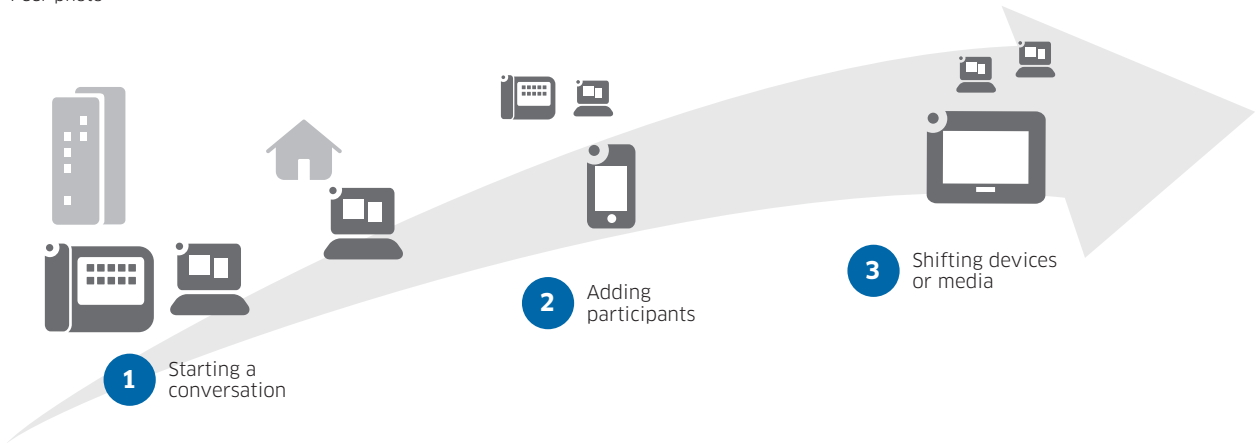 1
Starting a
conversation
2
Adding
participants
3
Shifting devices
or media